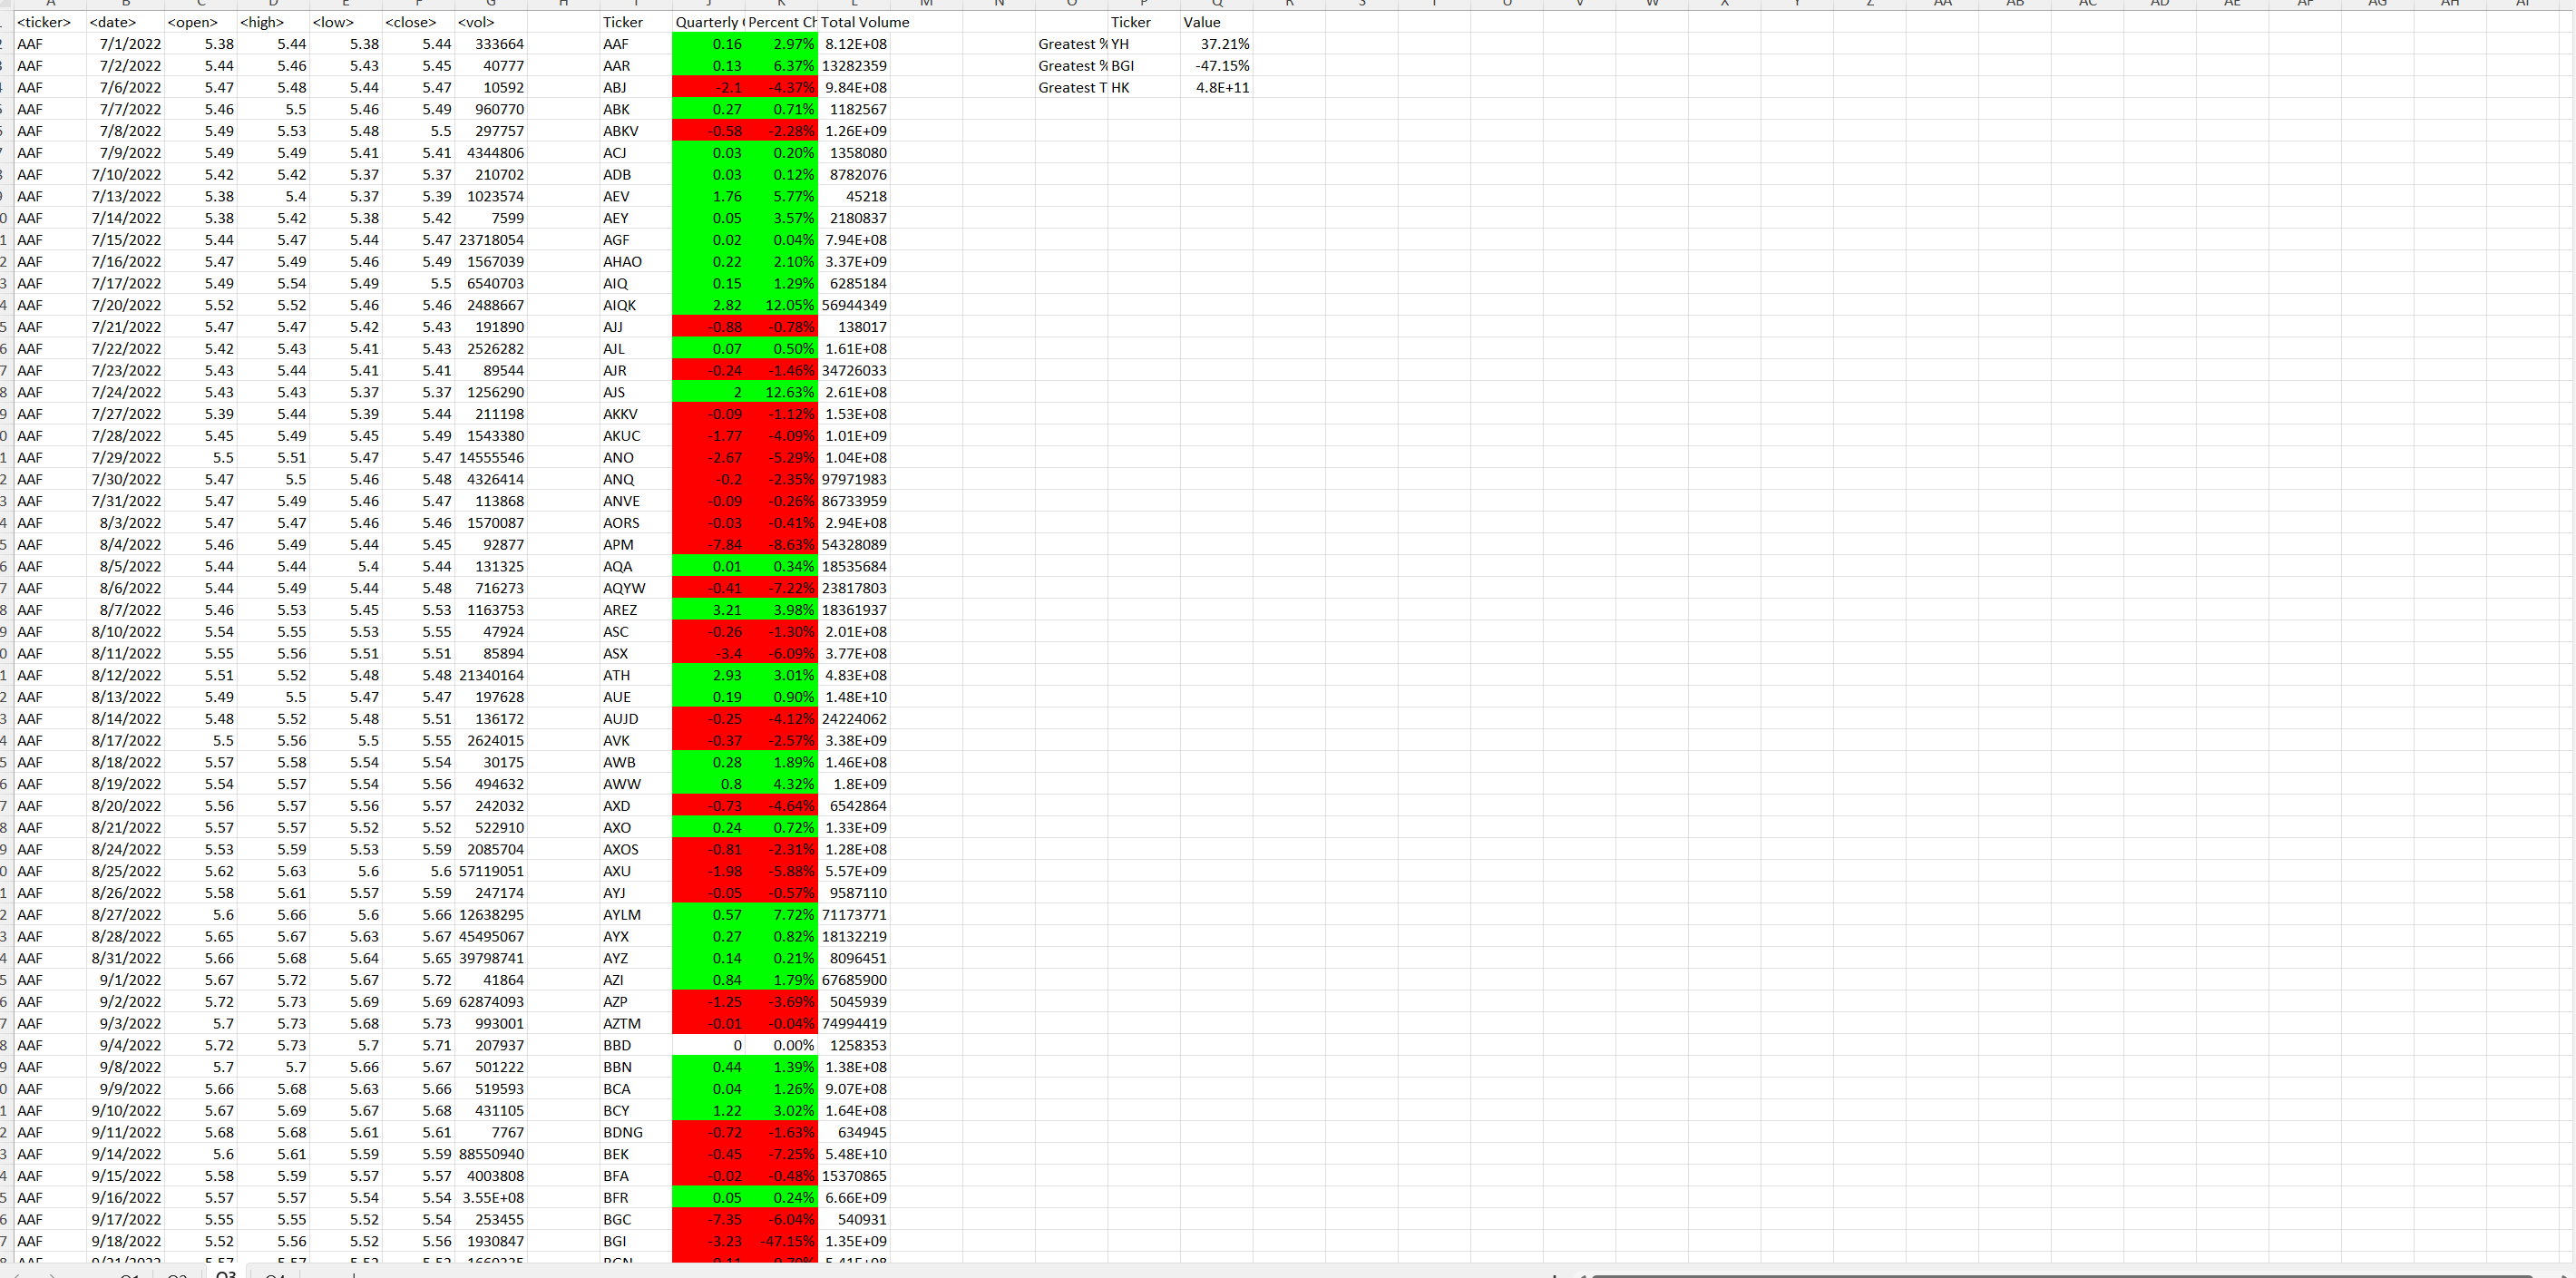 <ticker> <date> <open> <high> <low> <close> <vol> Ticker Quarterly Percent Ch Total Volume Ticker Value
AAF 7/1/2022 5.38 5.44 5.38 5.44 333664 AAF 0.16 2.97% 8.12E+08 Greatest % YH 37.21%
AAF 7/2/2022 5.44 5.46 5.43 5.45 40777 AAR 0.13 6.37% 13282359 Greatest % BGI -47.15%
AAF 7/6/2022 5.47 5.48 5.44 5.47 10592 ABJ -2.1 -4.37% 9.84E+08 Greatest T HK 4.8E+11
AAF 7/7/2022 5.46 5.5 5.46 5.49 960770 ABK 0.27 0.71% 1182567
AAF 7/8/2022 5.49 5.53 5.48 5.5 297757 ABKV -0.58 -2.28% 1.26E+09
AAF 7/9/2022 5.49 5.49 5.41 5.41 4344806 ACJ 0.03 0.20% 1358080
AAF 7/10/2022 5.42 5.42 5.37 5.37 210702 ADB 0.03 0.12% 8782076
AAF 7/13/2022 5.38 5.4 5.37 5.39 1023574 AEV 1.76 5.77% 45218
AAF 7/14/2022 5.38 5.42 5.38 5.42 7599 AEY 0.05 3.57% 2180837
AAF 7/15/2022 5.44 5.47 5.44 5.47 23718054 AGF 0.02 0.04% 7.94E+08
AAF 7/16/2022 5.47 5.49 5.46 5.49 1567039 AHAO 0.22 2.10% 3.37E+09
AAF 7/17/2022 5.49 5.54 5.49 5.5 6540703 AIQ 0.15 1.29% 6285184
AAF 7/20/2022 5.52 5.52 5.46 5.46 2488667 AIQK 2.82 12.05% 56944349
AAF 7/21/2022 5.47 5.47 5.42 5.43 191890 AJJ -0.88 -0.78% 138017
AAF 7/22/2022 5.42 5.43 5.41 5.43 2526282 AJL 0.07 0.50% 1.61E+08
AAF 7/23/2022 5.43 5.44 5.41 5.41 89544 AJR -0.24 -1.46% 34726033
AAF 7/24/2022 5.43 5.43 5.37 5.37 1256290 AJS 2 12.63% 2.61E+08
AAF 7/27/2022 5.39 5.44 5.39 5.44 211198 AKKV -0.09 -1.12% 1.53E+08
AAF 7/28/2022 5.45 5.49 5.45 5.49 1543380 AKUC -1.77 -4.09% 1.01E+09
AAF 7/29/2022 5.5 5.51 5.47 5.47 14555546 ANO -2.67 -5.29% 1.04E+08
AAF 7/30/2022 5.47 5.5 5.46 5.48 4326414 ANQ -0.2 -2.35% 97971983
AAF 7/31/2022 5.47 5.49 5.46 5.47 113868 ANVE -0.09 -0.26% 86733959
AAF 8/3/2022 5.47 5.47 5.46 5.46 1570087 AORS -0.03 -0.41% 2.94E+08
AAF 8/4/2022 5.46 5.49 5.44 5.45 92877 APM -7.84 -8.63% 54328089
AAF 8/5/2022 5.44 5.44 5.4 5.44 131325 AQA 0.01 0.34% 18535684
AAF 8/6/2022 5.44 5.49 5.44 5.48 716273 AQYW -0.41 -7.22% 23817803
AAF 8/7/2022 5.46 5.53 5.45 5.53 1163753 AREZ 3.21 3.98% 18361937
AAF 8/10/2022 5.54 5.55 5.53 5.55 47924 ASC -0.26 -1.30% 2.01E+08
AAF 8/11/2022 5.55 5.56 5.51 5.51 85894 ASX -3.4 -6.09% 3.77E+08
AAF 8/12/2022 5.51 5.52 5.48 5.48 21340164 ATH 2.93 3.01% 4.83E+08
AAF 8/13/2022 5.49 5.5 5.47 5.47 197628 AUE 0.19 0.90% 1.48E+10
AAF 8/14/2022 5.48 5.52 5.48 5.51 136172 AUJD -0.25 -4.12% 24224062
AAF 8/17/2022 5.5 5.56 5.5 5.55 2624015 AVK -0.37 -2.57% 3.38E+09
AAF 8/18/2022 5.57 5.58 5.54 5.54 30175 AWB 0.28 1.89% 1.46E+08
AAF 8/19/2022 5.54 5.57 5.54 5.56 494632 AWW 0.8 4.32% 1.8E+09
AAF 8/20/2022 5.56 5.57 5.56 5.57 242032 AXD -0.73 -4.64% 6542864
AAF 8/21/2022 5.57 5.57 5.52 5.52 522910 AXO 0.24 0.72% 1.33E+09
AAF 8/24/2022 5.53 5.59 5.53 5.59 2085704 AXOS -0.81 -2.31% 1.28E+08
AAF 8/25/2022 5.62 5.63 5.6 5.6 57119051 AXU -1.98 -5.88% 5.57E+09
AAF 8/26/2022 5.58 5.61 5.57 5.59 247174 AYJ -0.05 -0.57% 9587110
AAF 8/27/2022 5.6 5.66 5.6 5.66 12638295 AYLM 0.57 7.72% 71173771
AAF 8/28/2022 5.65 5.67 5.63 5.67 45495067 AYX 0.27 0.82% 18132219
AAF 8/31/2022 5.66 5.68 5.64 5.65 39798741 AYZ 0.14 0.21% 8096451
AAF 9/1/2022 5.67 5.72 5.67 5.72 41864 AZI 0.84 1.79% 67685900
AAF 9/2/2022 5.72 5.73 5.69 5.69 62874093 AZP -1.25 -3.69% 5045939
AAF 9/3/2022 5.7 5.73 5.68 5.73 993001 AZTM -0.01 -0.04% 74994419
AAF 9/4/2022 5.72 5.73 5.7 5.71 207937 BBD 0 0.00% 1258353
AAF 9/8/2022 5.7 5.7 5.66 5.67 501222 BBN 0.44 1.39% 1.38E+08
AAF 9/9/2022 5.66 5.68 5.63 5.66 519593 BCA 0.04 1.26% 9.07E+08
AAF 9/10/2022 5.67 5.69 5.67 5.68 431105 BCY 1.22 3.02% 1.64E+08
AAF 9/11/2022 5.68 5.68 5.61 5.61 7767 BDNG -0.72 -1.63% 634945
AAF 9/14/2022 5.6 5.61 5.59 5.59 88550940 BEK -0.45 -7.25% 5.48E+10
AAF 9/15/2022 5.58 5.59 5.57 5.57 4003808 BFA -0.02 -0.48% 15370865
AAF 9/16/2022 5.57 5.57 5.54 5.54 3.55E+08 BFR 0.05 0.24% 6.66E+09
AAF 9/17/2022 5.55 5.55 5.52 5.54 253455 BGC -7.35 -6.04% 540931
AAF 9/18/2022 5.52 5.56 5.52 5.56 1930847 BGI -3.23 -47.15% 1.35E+09